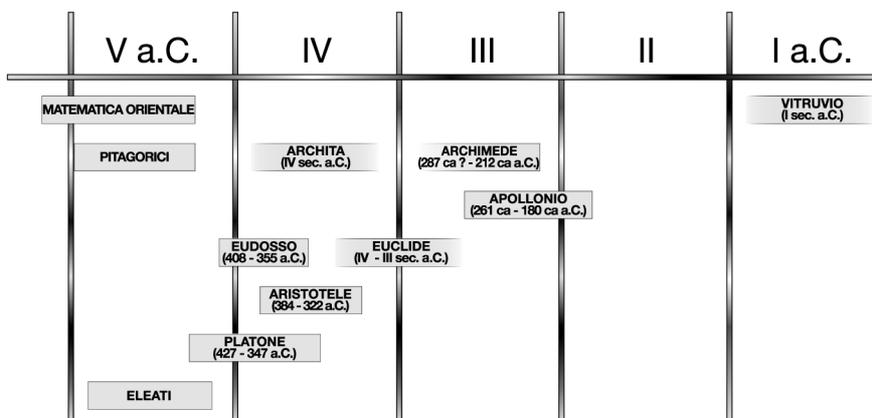 V a.C.
IV
III
II
I a.C.
MATEMATICA ORIENTALE
VITRUVIO
(I sec. a.C.)
PITAGORICI
ARCHITA
(IV sec. a.C.)
ARCHIMEDE
(287 ca ? - 212 ca a.C.)
APOLLONIO
(261 ca - 180 ca a.C.)
EUDOSSO
(408 - 355 a.C.)
EUCLIDE
(IV - III sec. a.C.)
ARISTOTELE
(384 - 322 a.C.)
PLATONE
(427 - 347 a.C.)
ELEATI